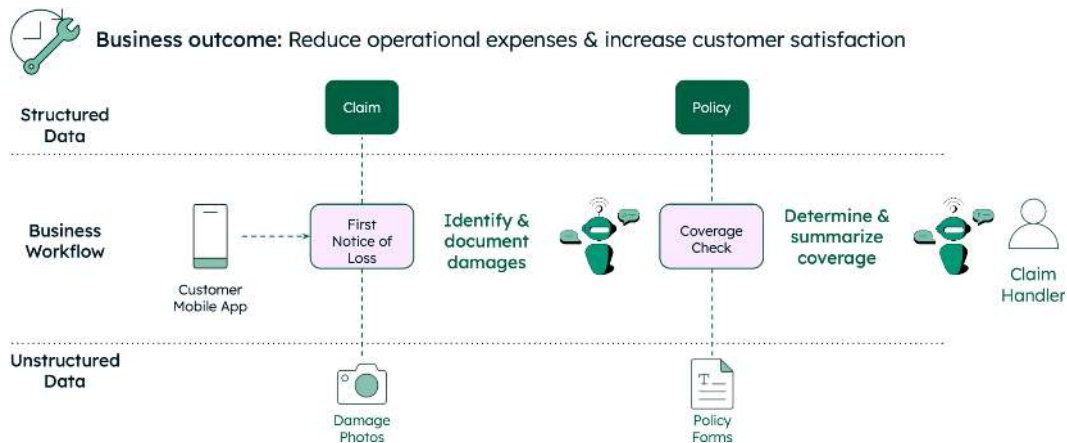 Business outcome: Reduce operational expenses & increase customer satisfaction
Structured
Data
Claim
Policy
Business
Workflow
Customer
Mobile App
First
Notice of
Loss
Identify &
document
damages
Coverage
Check
Determine &
summarize
coverage
Claim
Handler
Unstructured
Data
Damage
Photos
T
Policy
Forms